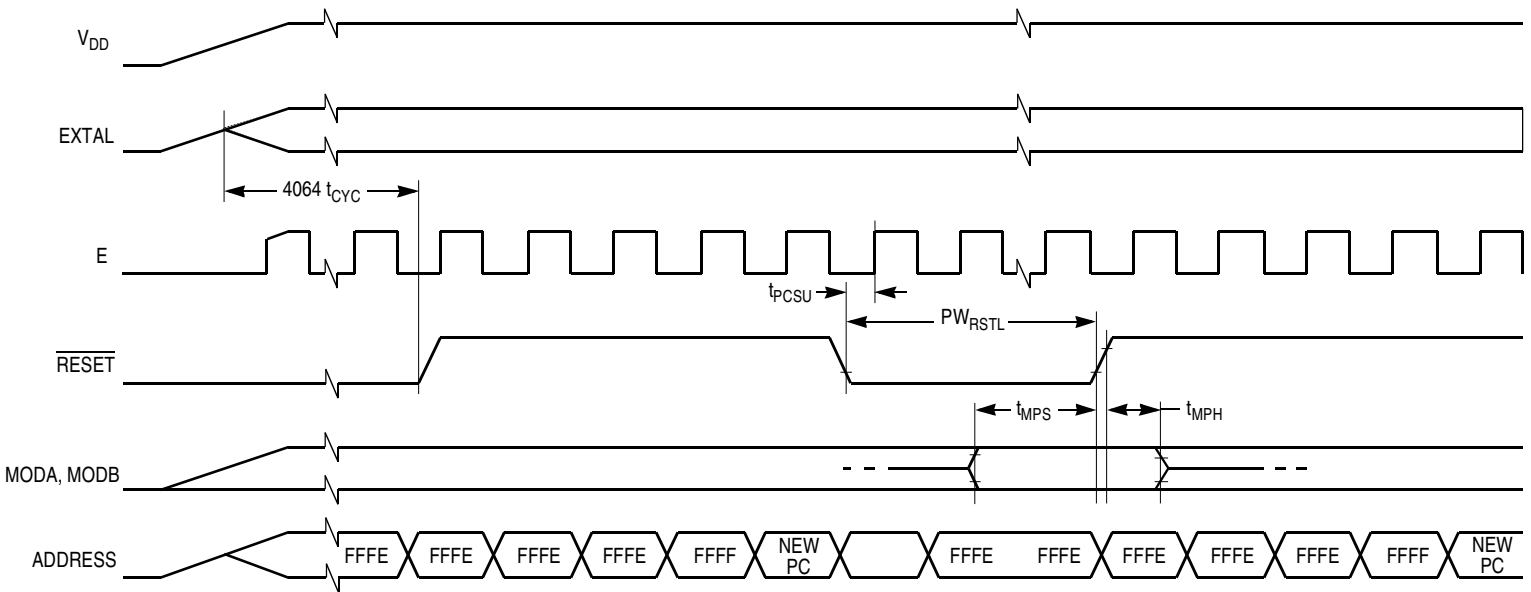 VDD
EXTAL
4064 tCYC
E
tPCSU
PWRSTL
RESET
tMPS
tMPH
MODA, MODB
ADDRESS
FFFE FFFE FFFE FFFE FFFF NEW PC FFFE FFFE FFFE FFFE FFFE FFFF NEW PC